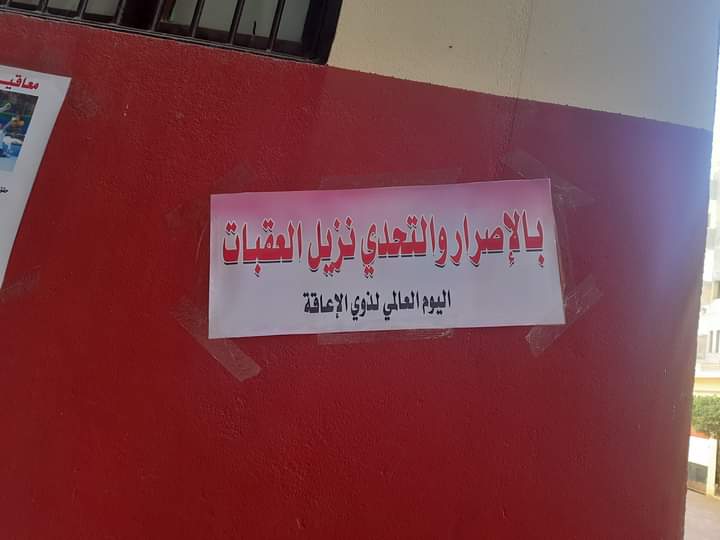 بالإصرار والتحدي نزيل العقبات
اليوم العالمي لذوي الإعاقة